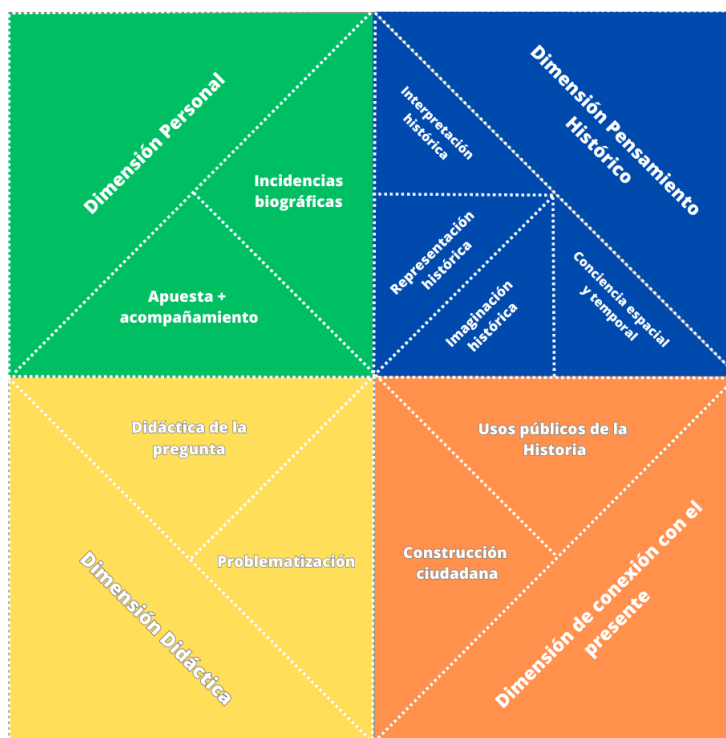 Dimensión Personal
Incidencias
biográficas
Apuesta +
acompañamiento
Dimensión Pensamiento
Histórico
Interpretación
histórica
Representación
histórica
Imaginación
histórica
Conciencia espacial
y temporal
Didáctica de la
pregunta
Problematización
Dimensión Didáctica
Usos públicos de la
Historia
Construcción
ciudadana
Dimensión de conexión con el
presente